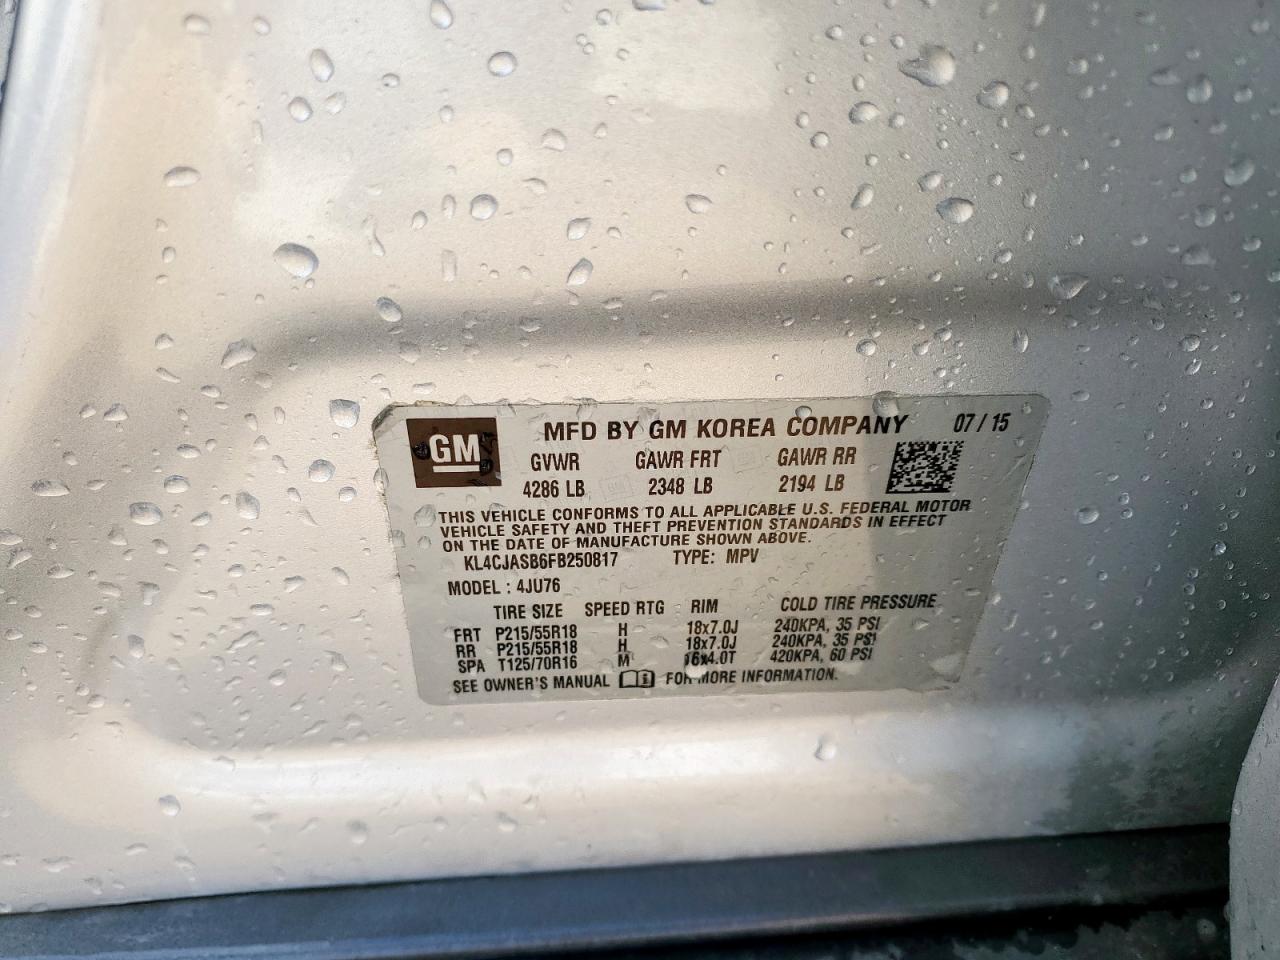 GM
MFD BY GM KOREA COMPANY 07 / 15
GVWR GAWR FRT GAWR RR
4286 LB 2348 LB 2194 LB
THIS VEHICLE CONFORMS TO ALL APPLICABLE U.S. FEDERAL MOTOR
VEHICLE SAFETY AND THEFT PREVENTION STANDARDS IN EFFECT
ON THE DATE OF MANUFACTURE SHOWN ABOVE.
KL4CJASB6FB250817 TYPE: MPV
MODEL : 4JU76
TIRE SIZE SPEED RTG RIM COLD TIRE PRESSURE
FRT P215/55R18 H 18x7.0J 240KPA, 35 PSI
RR P215/55R18 H 18x7.0J 240KPA, 35 PSI
SPA T125/70R16 M 16x4.0T 420KPA, 60 PSI
SEE OWNER'S MANUAL FOR MORE INFORMATION.